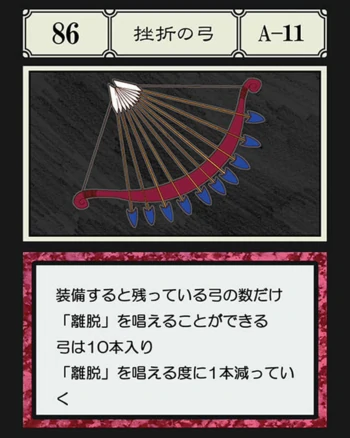 86
挫折の弓
A-11
装備すると残っている弓の数だけ
「離脱」を唱えることができる
弓は10本入り
「離脱」を唱える度に1本減ってい
く